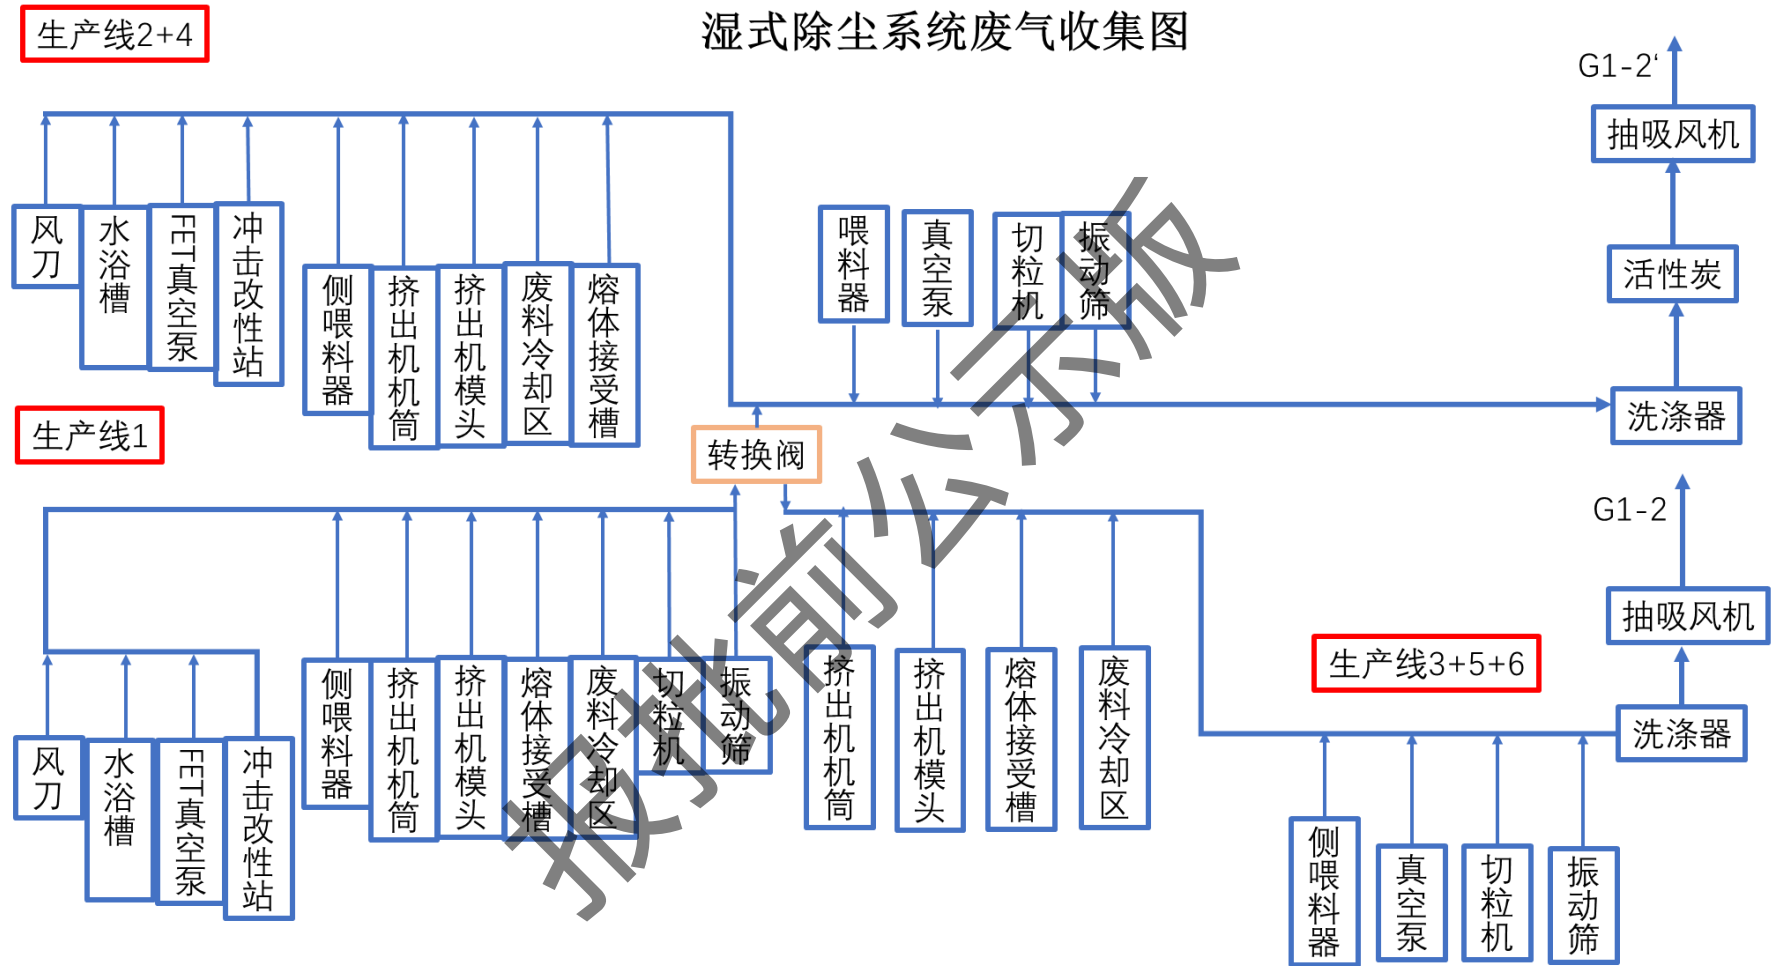 湿式除尘系统废气收集图
生产线2+4
G1-2‘
抽吸风机
活性炭
洗涤器
风刀
水浴槽
FET真空泵
冲击改性站
侧喂料器
挤出机机筒
挤出机模头
废料冷却区
熔体接受槽
喂料器
真空泵
切粒机
振动筛
生产线1
转换阀
G1-2
抽吸风机
洗涤器
生产线3+5+6
风刀
水浴槽
FET真空泵
冲击改性站
侧喂料器
挤出机机筒
挤出机模头
熔体接受槽
废料冷却区
切粒机
振动筛
挤出机机筒
挤出机模头
熔体接受槽
废料冷却区
侧喂料器
真空泵
切粒机
振动筛
报批前公示版